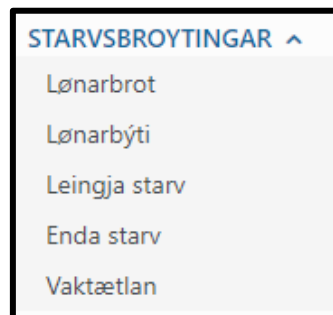 STARVSBROYTINGAR
Lønarbrot
Lønarbýti
Leingja starv
Enda starv
Vaktætlan